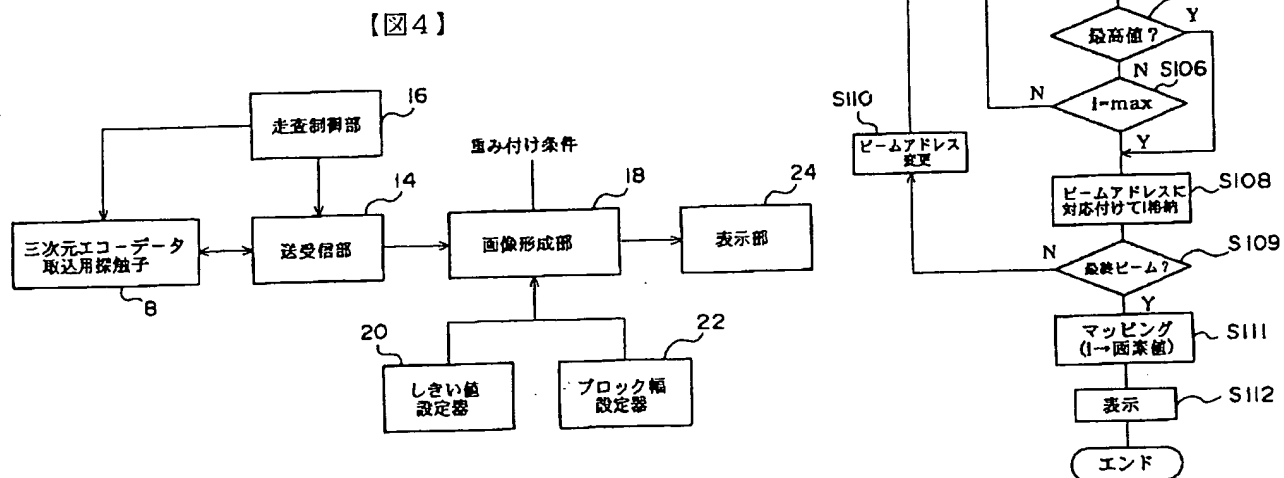 【図4】
16
走査制御部
重み付け条件
14
18
24
三次元エコーデータ
取込用探触子
送受信部
画像形成部
表示部
8
20
22
しきい値
設定器
ブロック幅
設定器
最高値?
Y
N
S106
I=max
N
Y
S110
ビームアドレス
変更
S108
ビームアドレスに
対応付けてI格納
S109
N
最終ビーム?
Y
マッピング
(I→画素値)
S111
表示
S112
エンド